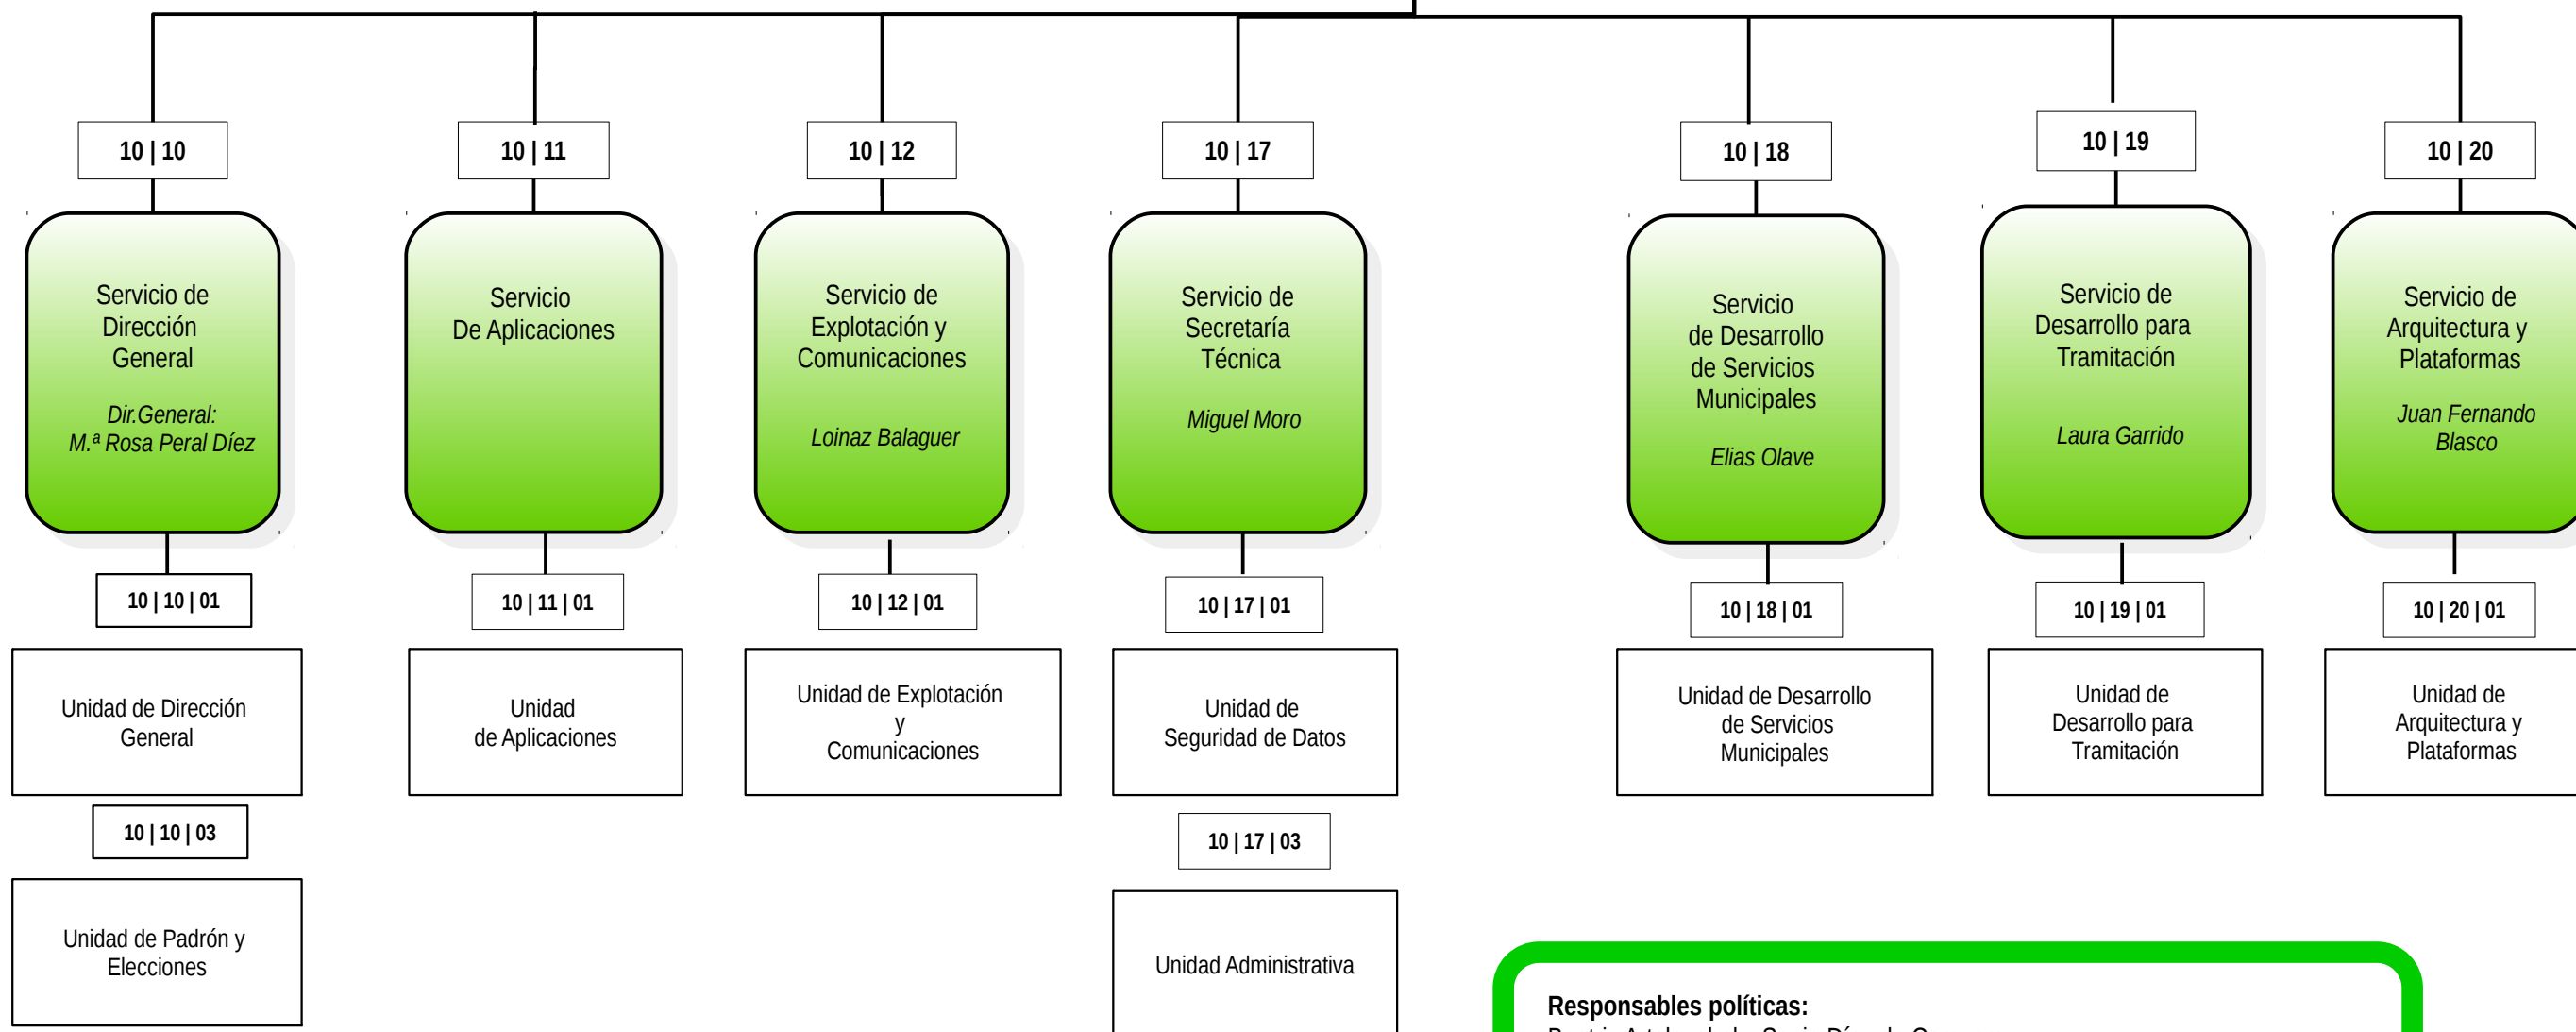 10 | 10
10 | 11
10 | 12
10 | 17
10 | 18
10 | 19
10 | 20
Servicio de
Dirección
General
Dir.General:
M.ª Rosa Peral Díez
Servicio
De Aplicaciones
Servicio de
Explotación y
Comunicaciones
Loinaz Balaguer
Servicio de
Secretaría
Técnica
Miguel Moro
Servicio
de Desarrollo
de Servicios
Municipales
Elias Olave
Servicio de
Desarrollo para
Tramitación
Laura Garrido
Servicio de
Arquitectura y
Plataformas
Juan Fernando
Blasco
10 | 10 | 01
10 | 11 | 01
10 | 12 | 01
10 | 17 | 01
10 | 18 | 01
10 | 19 | 01
10 | 20 | 01
Unidad de Dirección
General
Unidad
de Aplicaciones
Unidad de Explotación
y
Comunicaciones
Unidad de
Seguridad de Datos
Unidad de Desarrollo
de Servicios
Municipales
Unidad de
Desarrollo para
Tramitación
Unidad de
Arquitectura y
Plataformas
10 | 10 | 03
10 | 17 | 03
Unidad de Padrón y
Elecciones
Unidad Administrativa
Responsables políticas: